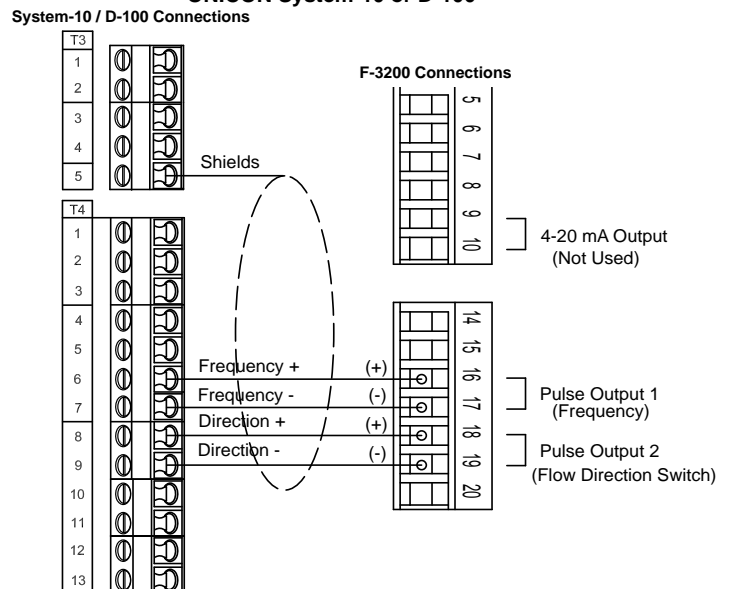 System-10 / D-100 Connections
T3
1
2
3
4
5
Shields
T4
1
2
3
4
5
6
7
8
9
10
11
12
13
F-3200 Connections
5
6
7
8
9
10
4-20 mA Output
(Not Used)
14
15
16
17
18
19
20
Frequency + (+)
Frequency - (-)
Direction + (+)
Direction - (-)
Pulse Output 1
(Frequency)
Pulse Output 2
(Flow Direction Switch)